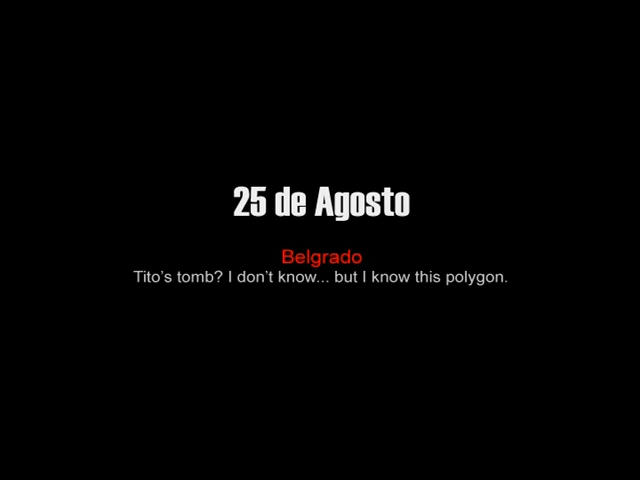 25 de Agosto
Belgrado
Tito's tomb? I don't know... but I know this polygon.